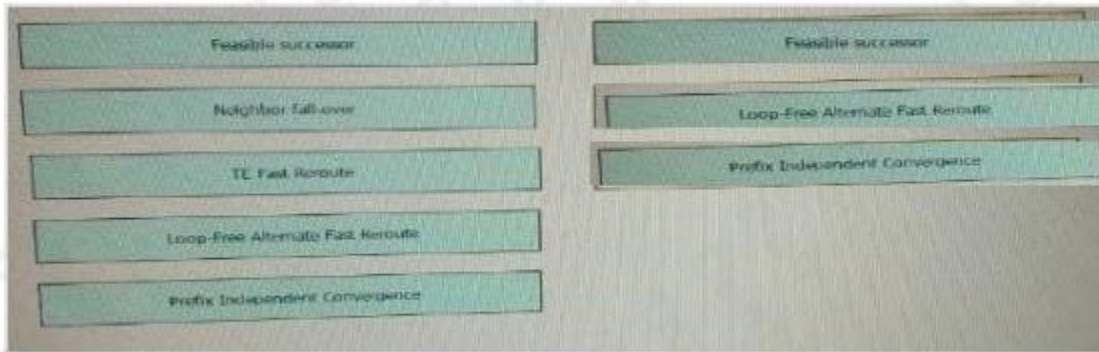 Feasible successor
Neighbor fall-over
TE Fast Reroute
Loop-Free Alternate Fast Reroute
Prefix Independent Convergence
Feasible successor
Loop-Free Alternate Fast Reroute
Prefix Independent Convergence